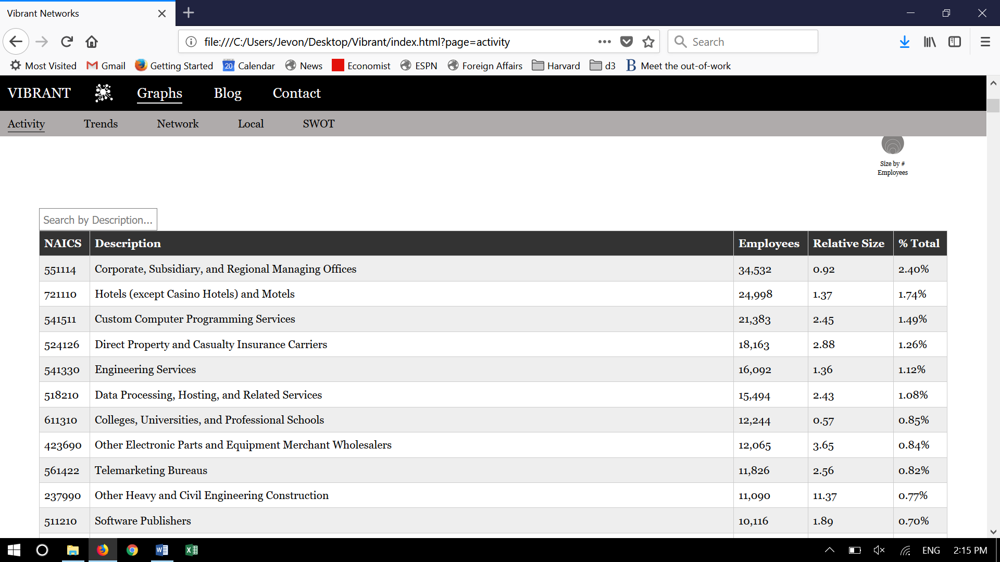 Vibrant Networks
file:///C:/Users/Jevon/Desktop/Vibrant/index.html?page=activity
Search
Most Visited Gmail Getting Started 20 Calendar News Economist ESPN Foreign Affairs Harvard d3 B Meet the out-of-work
VIBRANT Graphs Blog Contact
Activity Trends Network Local SWOT
Size by #
Employees
Search by Description...
NAICS Description Employees Relative Size % Total
551114 Corporate, Subsidiary, and Regional Managing Offices 34,532 0.92 2.40%
721110 Hotels (except Casino Hotels) and Motels 24,998 1.37 1.74%
541511 Custom Computer Programming Services 21,383 2.45 1.49%
524126 Direct Property and Casualty Insurance Carriers 18,163 2.88 1.26%
541330 Engineering Services 16,092 1.36 1.12%
518210 Data Processing, Hosting, and Related Services 15,494 2.43 1.08%
611310 Colleges, Universities, and Professional Schools 12,244 0.57 0.85%
423690 Other Electronic Parts and Equipment Merchant Wholesalers 12,065 3.65 0.84%
561422 Telemarketing Bureaus 11,826 2.56 0.82%
237990 Other Heavy and Civil Engineering Construction 11,090 11.37 0.77%
511210 Software Publishers 10,116 1.89 0.70%
ENG 2:15 PM